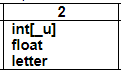 2
int[_u]
float
letter